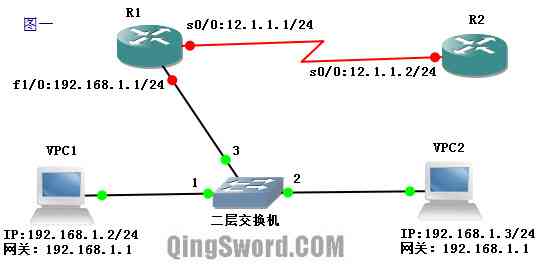 图一
R1
R2
s0/0:12.1.1.1/24
s0/0:12.1.1.2/24
f1/0:192.168.1.1/24
VPC1
3
VPC2
1
2
二层交换机
IP:192.168.1.2/24
网关: 192.168.1.1
IP:192.168.1.3/24
网关: 192.168.1.1
QingSword.COM